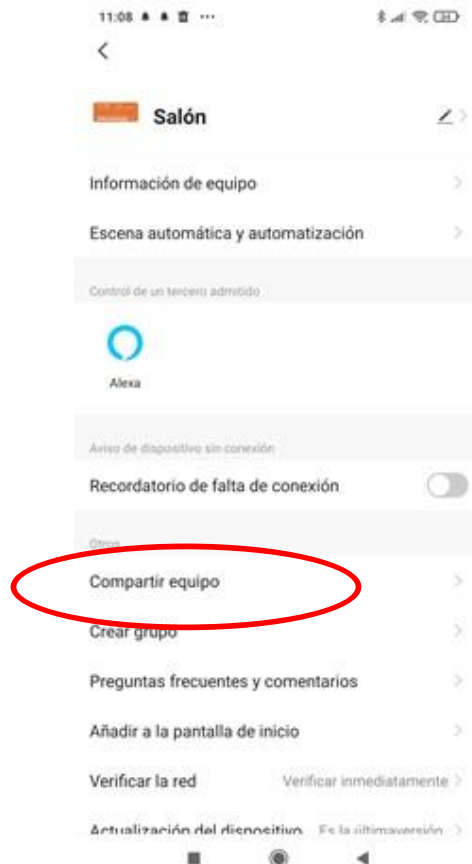 11:08
Salón
Información de equipo
Escena automática y automatización
Control de un tercero admitido
Alexa
Aviso de dispositivo sin conexión
Recordatorio de falta de conexión
Otros
Compartir equipo
Crear grupo
Preguntas frecuentes y comentarios
Añadir a la pantalla de inicio
Verificar la red Verificar inmediatamente
Actualización del dispositivo Es la últimaversión